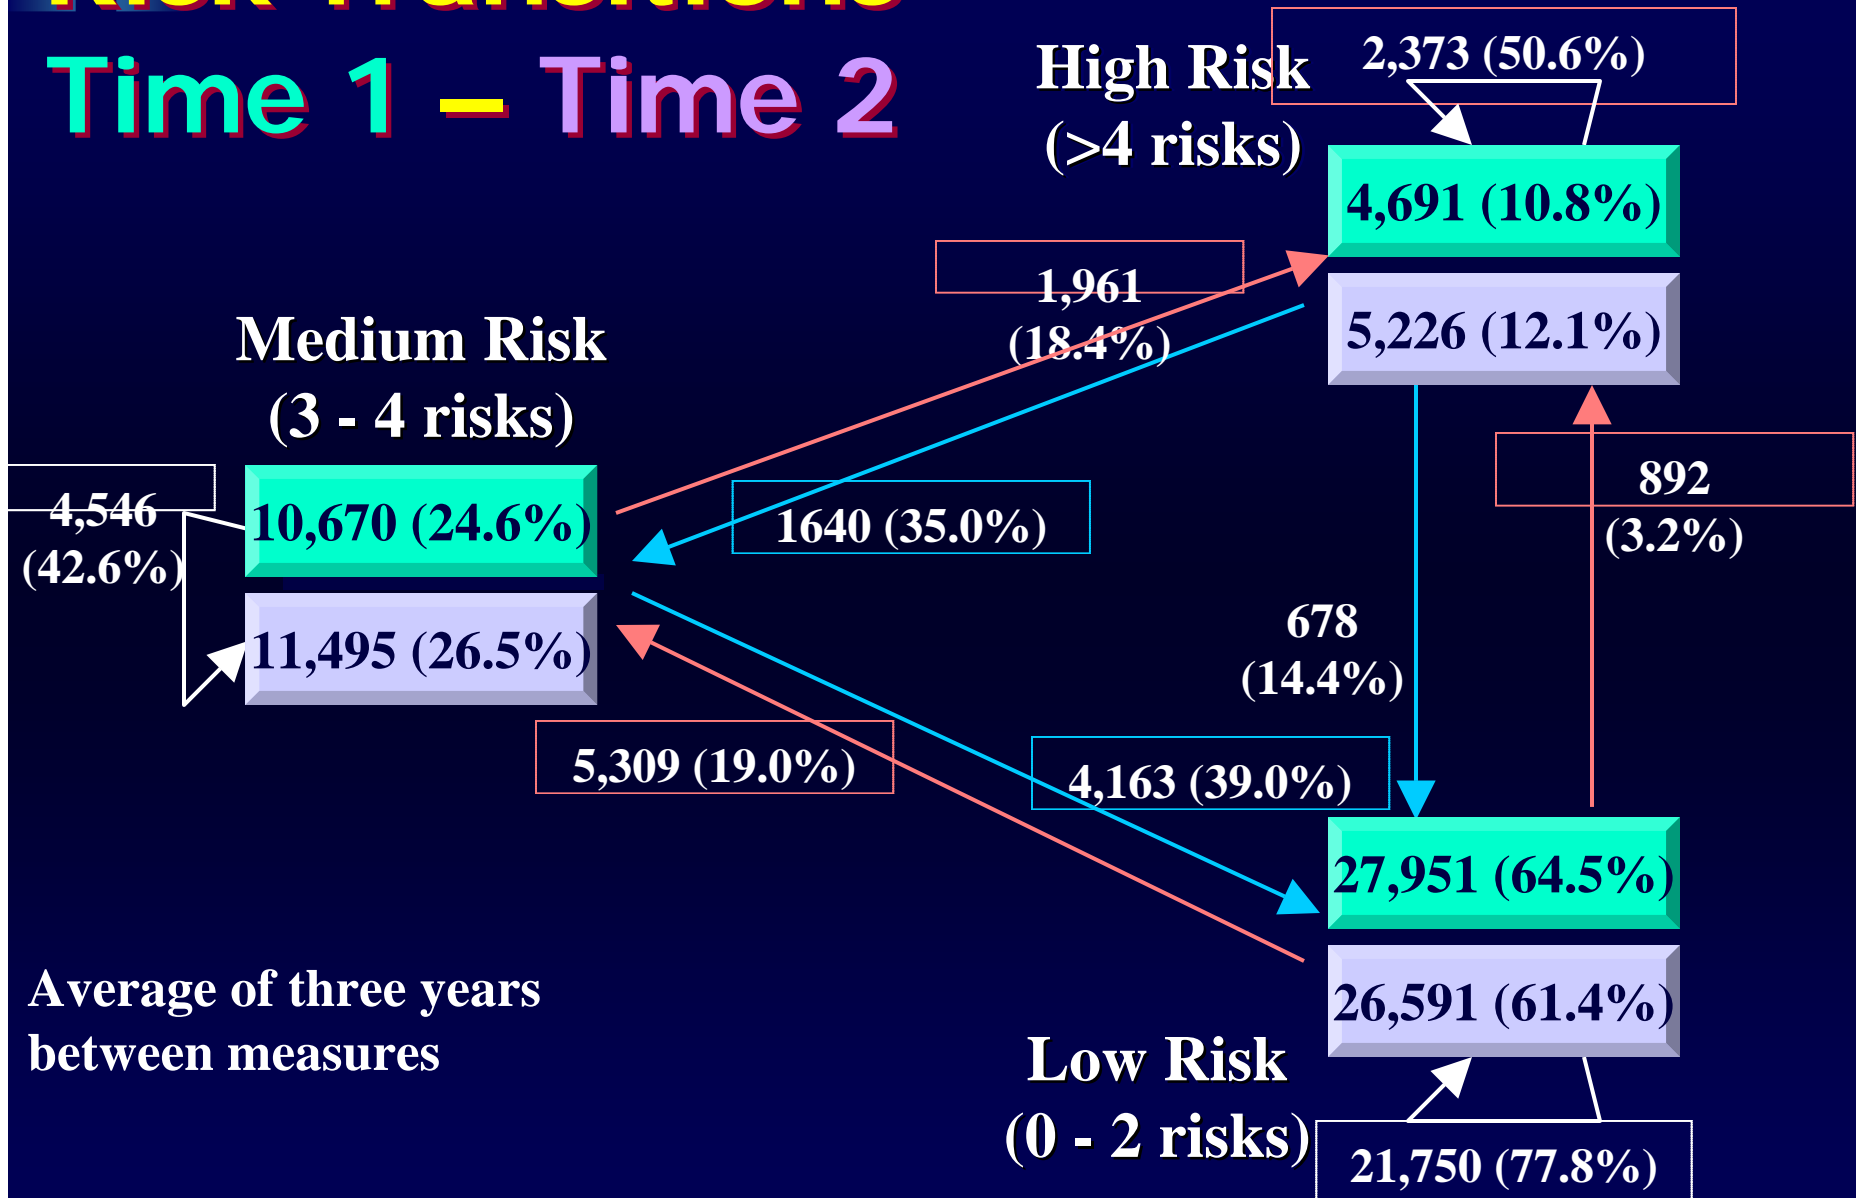 Risk Transitions
Time 1 – Time 2
High Risk
(>4 risks)
2,373 (50.6%)
4,691 (10.8%)
5,226 (12.1%)
1,961
(18.4%)
Medium Risk
(3 - 4 risks)
4,546
(42.6%)
10,670 (24.6%)
11,495 (26.5%)
1640 (35.0%)
892
(3.2%)
678
(14.4%)
5,309 (19.0%)
4,163 (39.0%)
27,951 (64.5%)
26,591 (61.4%)
Average of three years
between measures
Low Risk
(0 - 2 risks)
21,750 (77.8%)